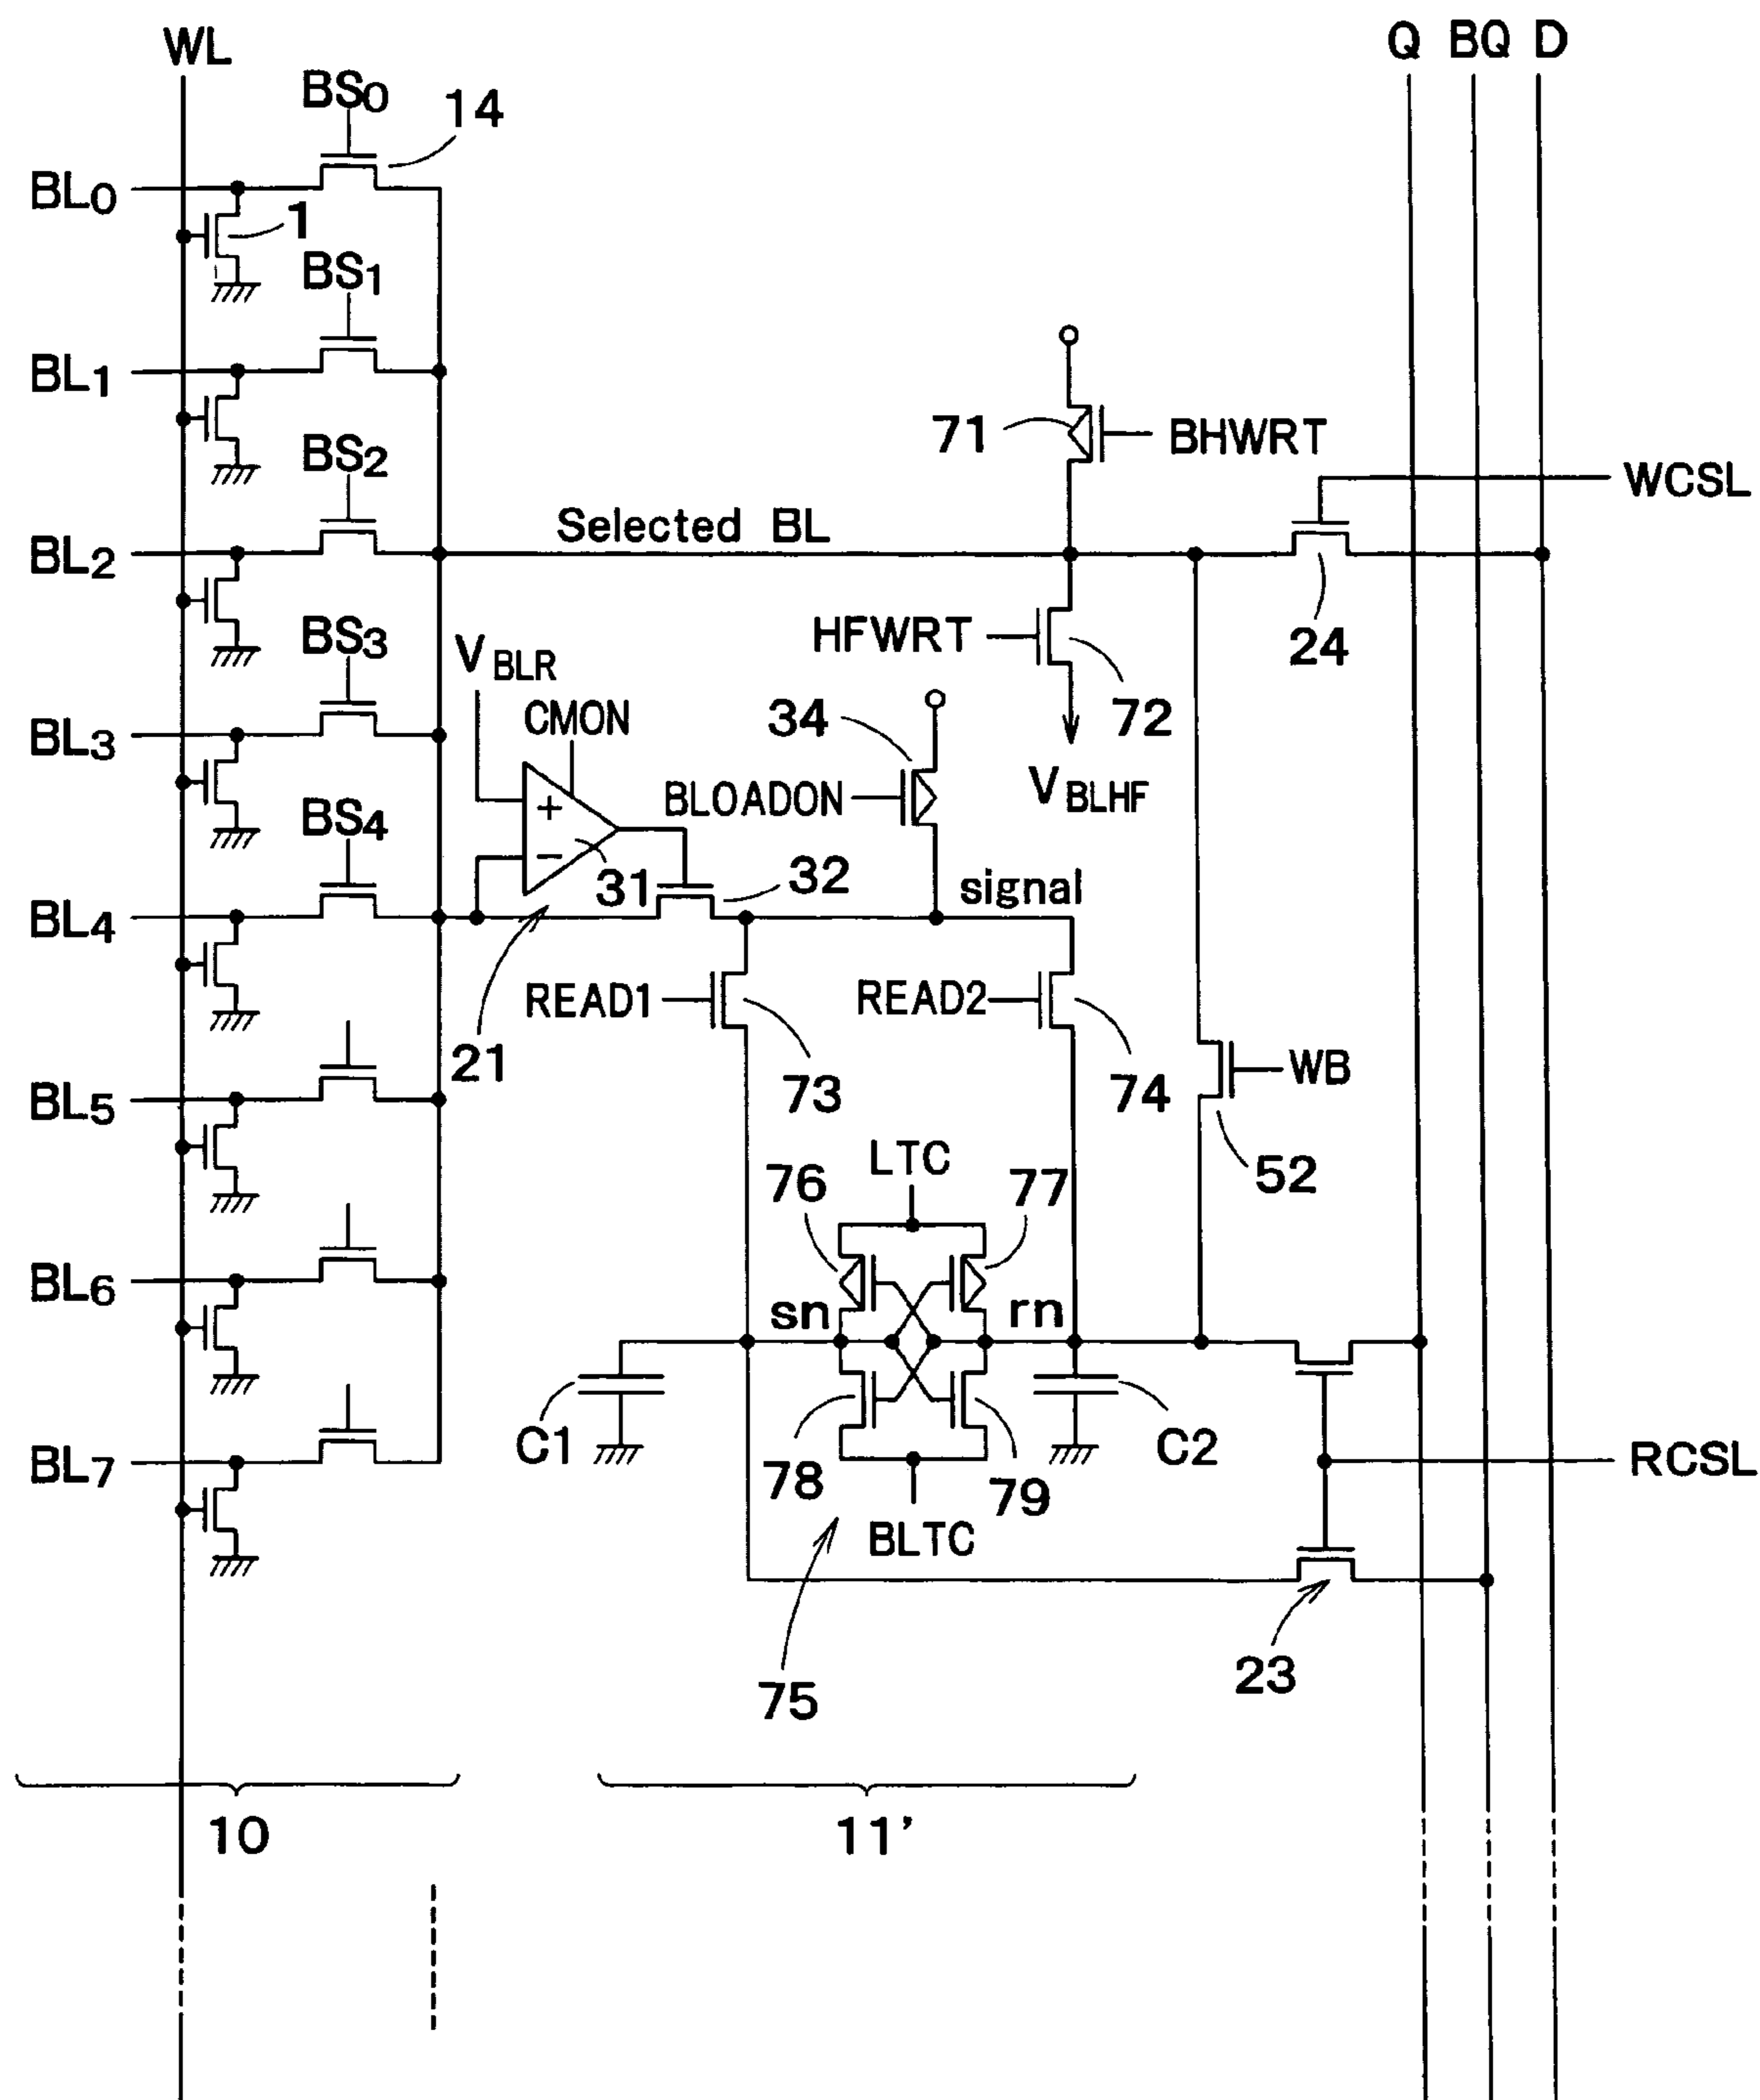 WL
Q BQ D
BS0
14
BL0
1
BS1
BL1
71
BHWRT
BS2
WCSL
Selected BL
BL2
HFWRT
24
BS3
VBLR
72
CMON
34
BL3
VBLHF
BLOADON
BS4
+
−
31
32
signal
BL4
READ1
READ2
21
73
74
WB
BL5
52
LTC
76
77
BL6
sn
rn
C1
C2
BL7
78
79
RCSL
BLTC
75
23
10
11’